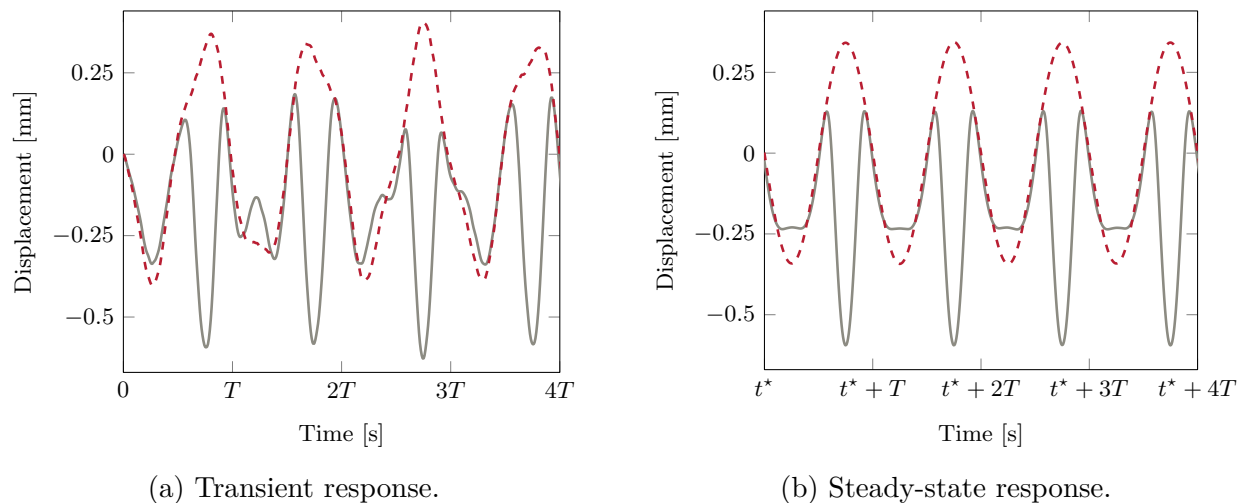 Displacement [mm]
0.25
0
−0.25
−0.5
0 T 2T 3T 4T
Time [s]
(a) Transient response.
Displacement [mm]
0.25
0
−0.25
−0.5
t⋆ t⋆ + T t⋆ + 2T t⋆ + 3T t⋆ + 4T
Time [s]
(b) Steady-state response.